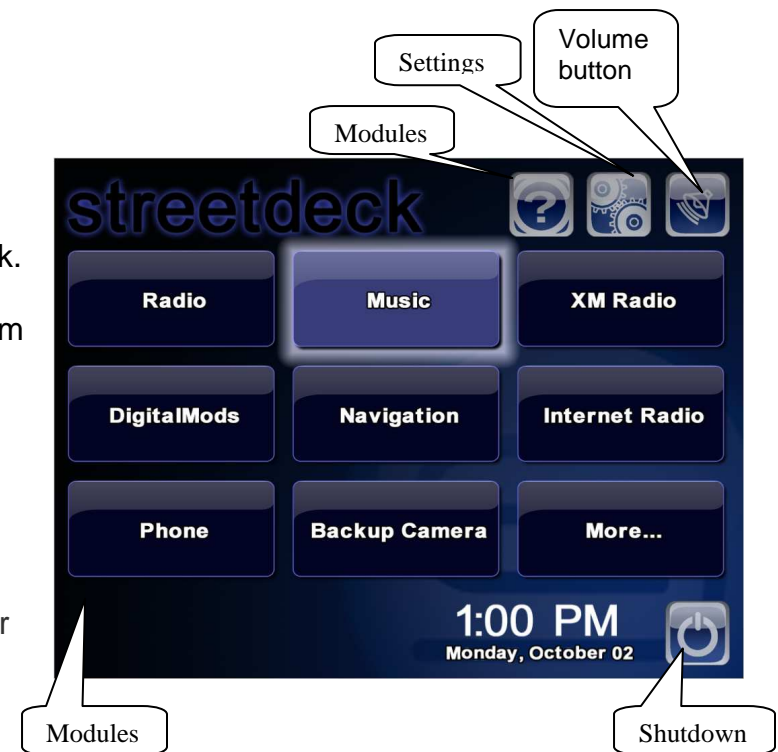 Volume
button
Settings
Modules
streetdeck
?
k.
m
Radio Music XM Radio
DigitalMods Navigation Internet Radio
Phone Backup Camera More...
r
1:00 PM
Monday, October 02
Modules Shutdown